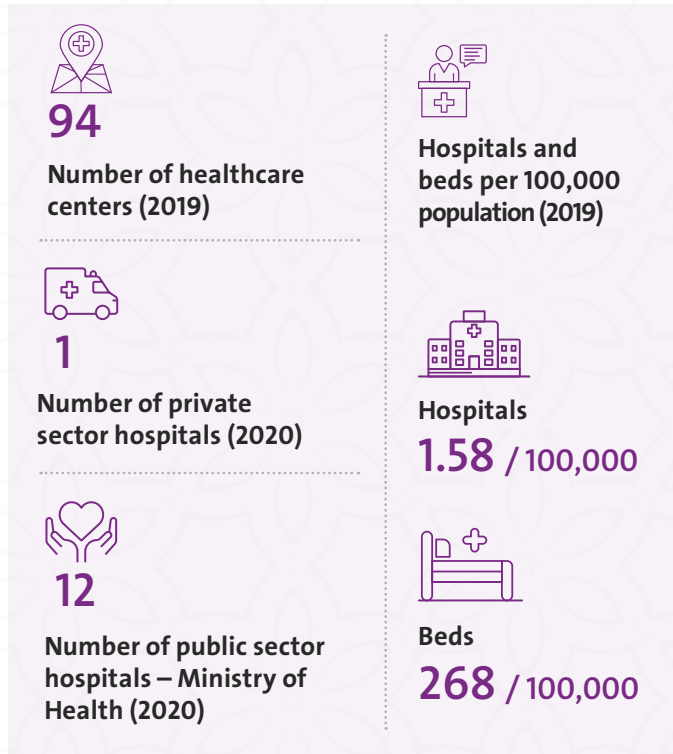 94
Number of healthcare
centers (2019)
1
Number of private
sector hospitals (2020)
12
Number of public sector
hospitals – Ministry of
Health (2020)
Hospitals and
beds per 100,000
population (2019)
Hospitals
1.58 / 100,000
Beds
268 / 100,000